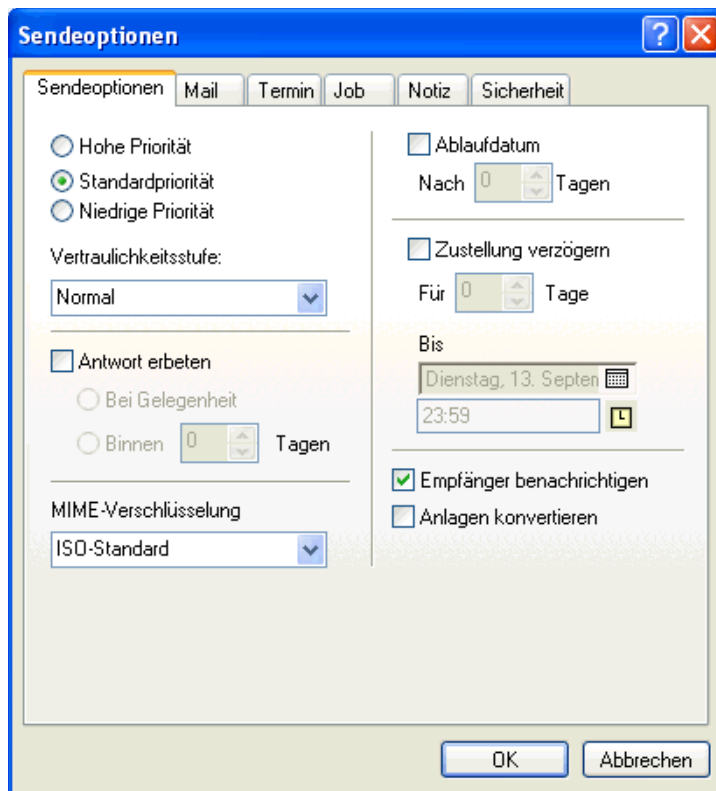 Sendeoptionen
Sendeoptionen Mail Termin Job Notiz Sicherheit
Hohe Priorität
Standardpriorität
Niedrige Priorität
Vertraulichkeitsstufe:
Normal
Antwort erbeten
Bei Gelegenheit
Binnen 0 Tagen
MIME-Verschlüsselung
ISO-Standard
Ablaufdatum
Nach 0 Tagen
Zustellung verzögern
Für 0 Tage
Bis
Dienstag, 13. Septen
23:59
Empfänger benachrichtigen
Anlagen konvertieren
OK Abbrechen